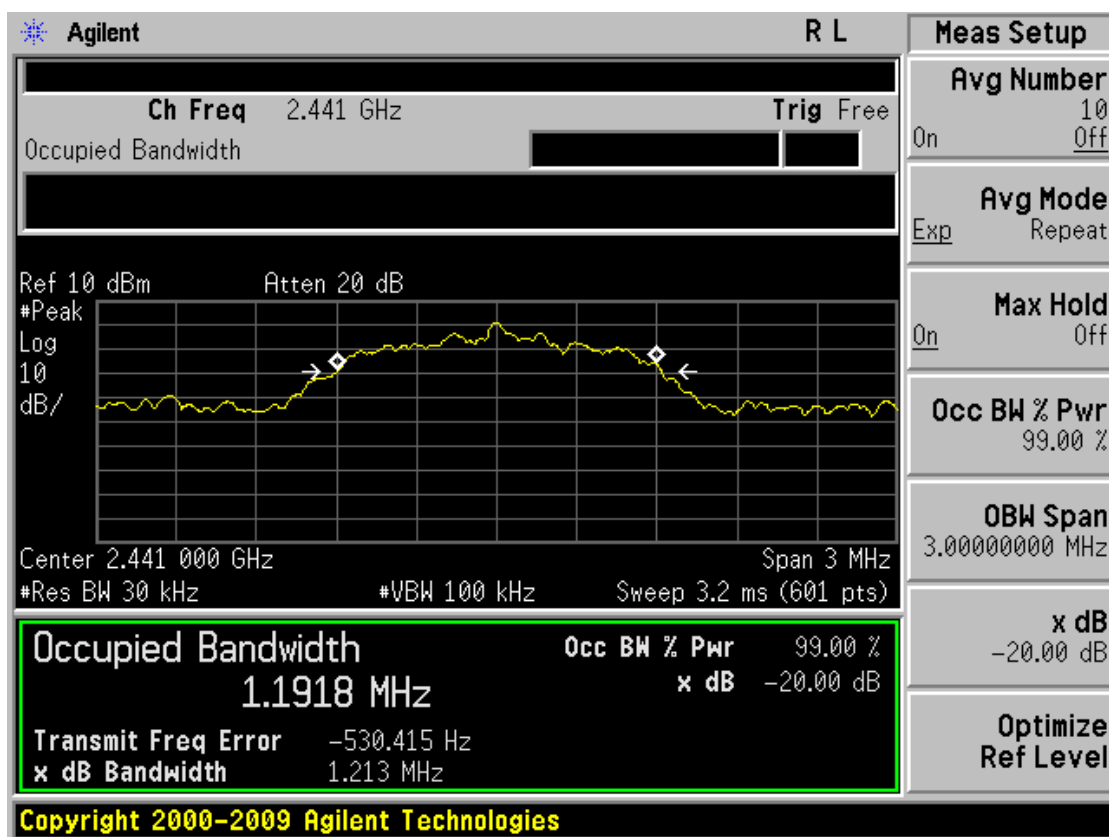 Agilent R L
Meas Setup
Ch Freq 2.441 GHz Trig Free
Occupied Bandwidth
Avg Number
10
On Off
Avg Mode
Exp Repeat
Max Hold
On Off
Occ BW % Pwr
99.00 %
OBW Span
3.00000000 MHz
x dB
-20.00 dB
Optimize
Ref Level
Ref 10 dBm Atten 20 dB
#Peak
Log
10
dB/
Center 2.441 000 GHz Span 3 MHz
#Res BW 30 kHz #VBW 100 kHz Sweep 3.2 ms (601 pts)
Occupied Bandwidth Occ BW % Pwr 99.00 %
1.1918 MHz x dB -20.00 dB
Transmit Freq Error -530.415 Hz
x dB Bandwidth 1.213 MHz
Copyright 2000-2009 Agilent Technologies